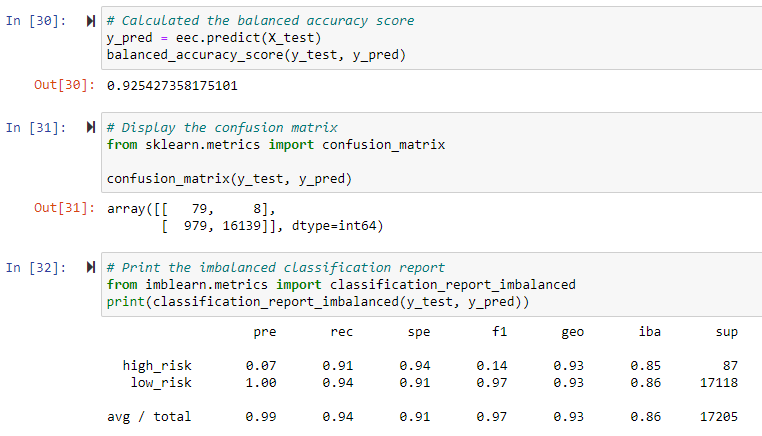 In [30]: # Calculated the balanced accuracy score
y_pred = eec.predict(X_test)
balanced_accuracy_score(y_test, y_pred)
Out[30]: 0.925427358175101
In [31]: # Display the confusion matrix
from sklearn.metrics import confusion_matrix
confusion_matrix(y_test, y_pred)
Out[31]: array([[   79,     8],
       [  979, 16139]], dtype=int64)
In [32]: # Print the imbalanced classification report
from imblearn.metrics import classification_report_imbalanced
print(classification_report_imbalanced(y_test, y_pred))
pre rec spe f1 geo iba sup
high_risk 0.07 0.91 0.94 0.14 0.93 0.85 87
low_risk 1.00 0.94 0.91 0.97 0.93 0.86 17118
avg / total 0.99 0.94 0.91 0.97 0.93 0.86 17205